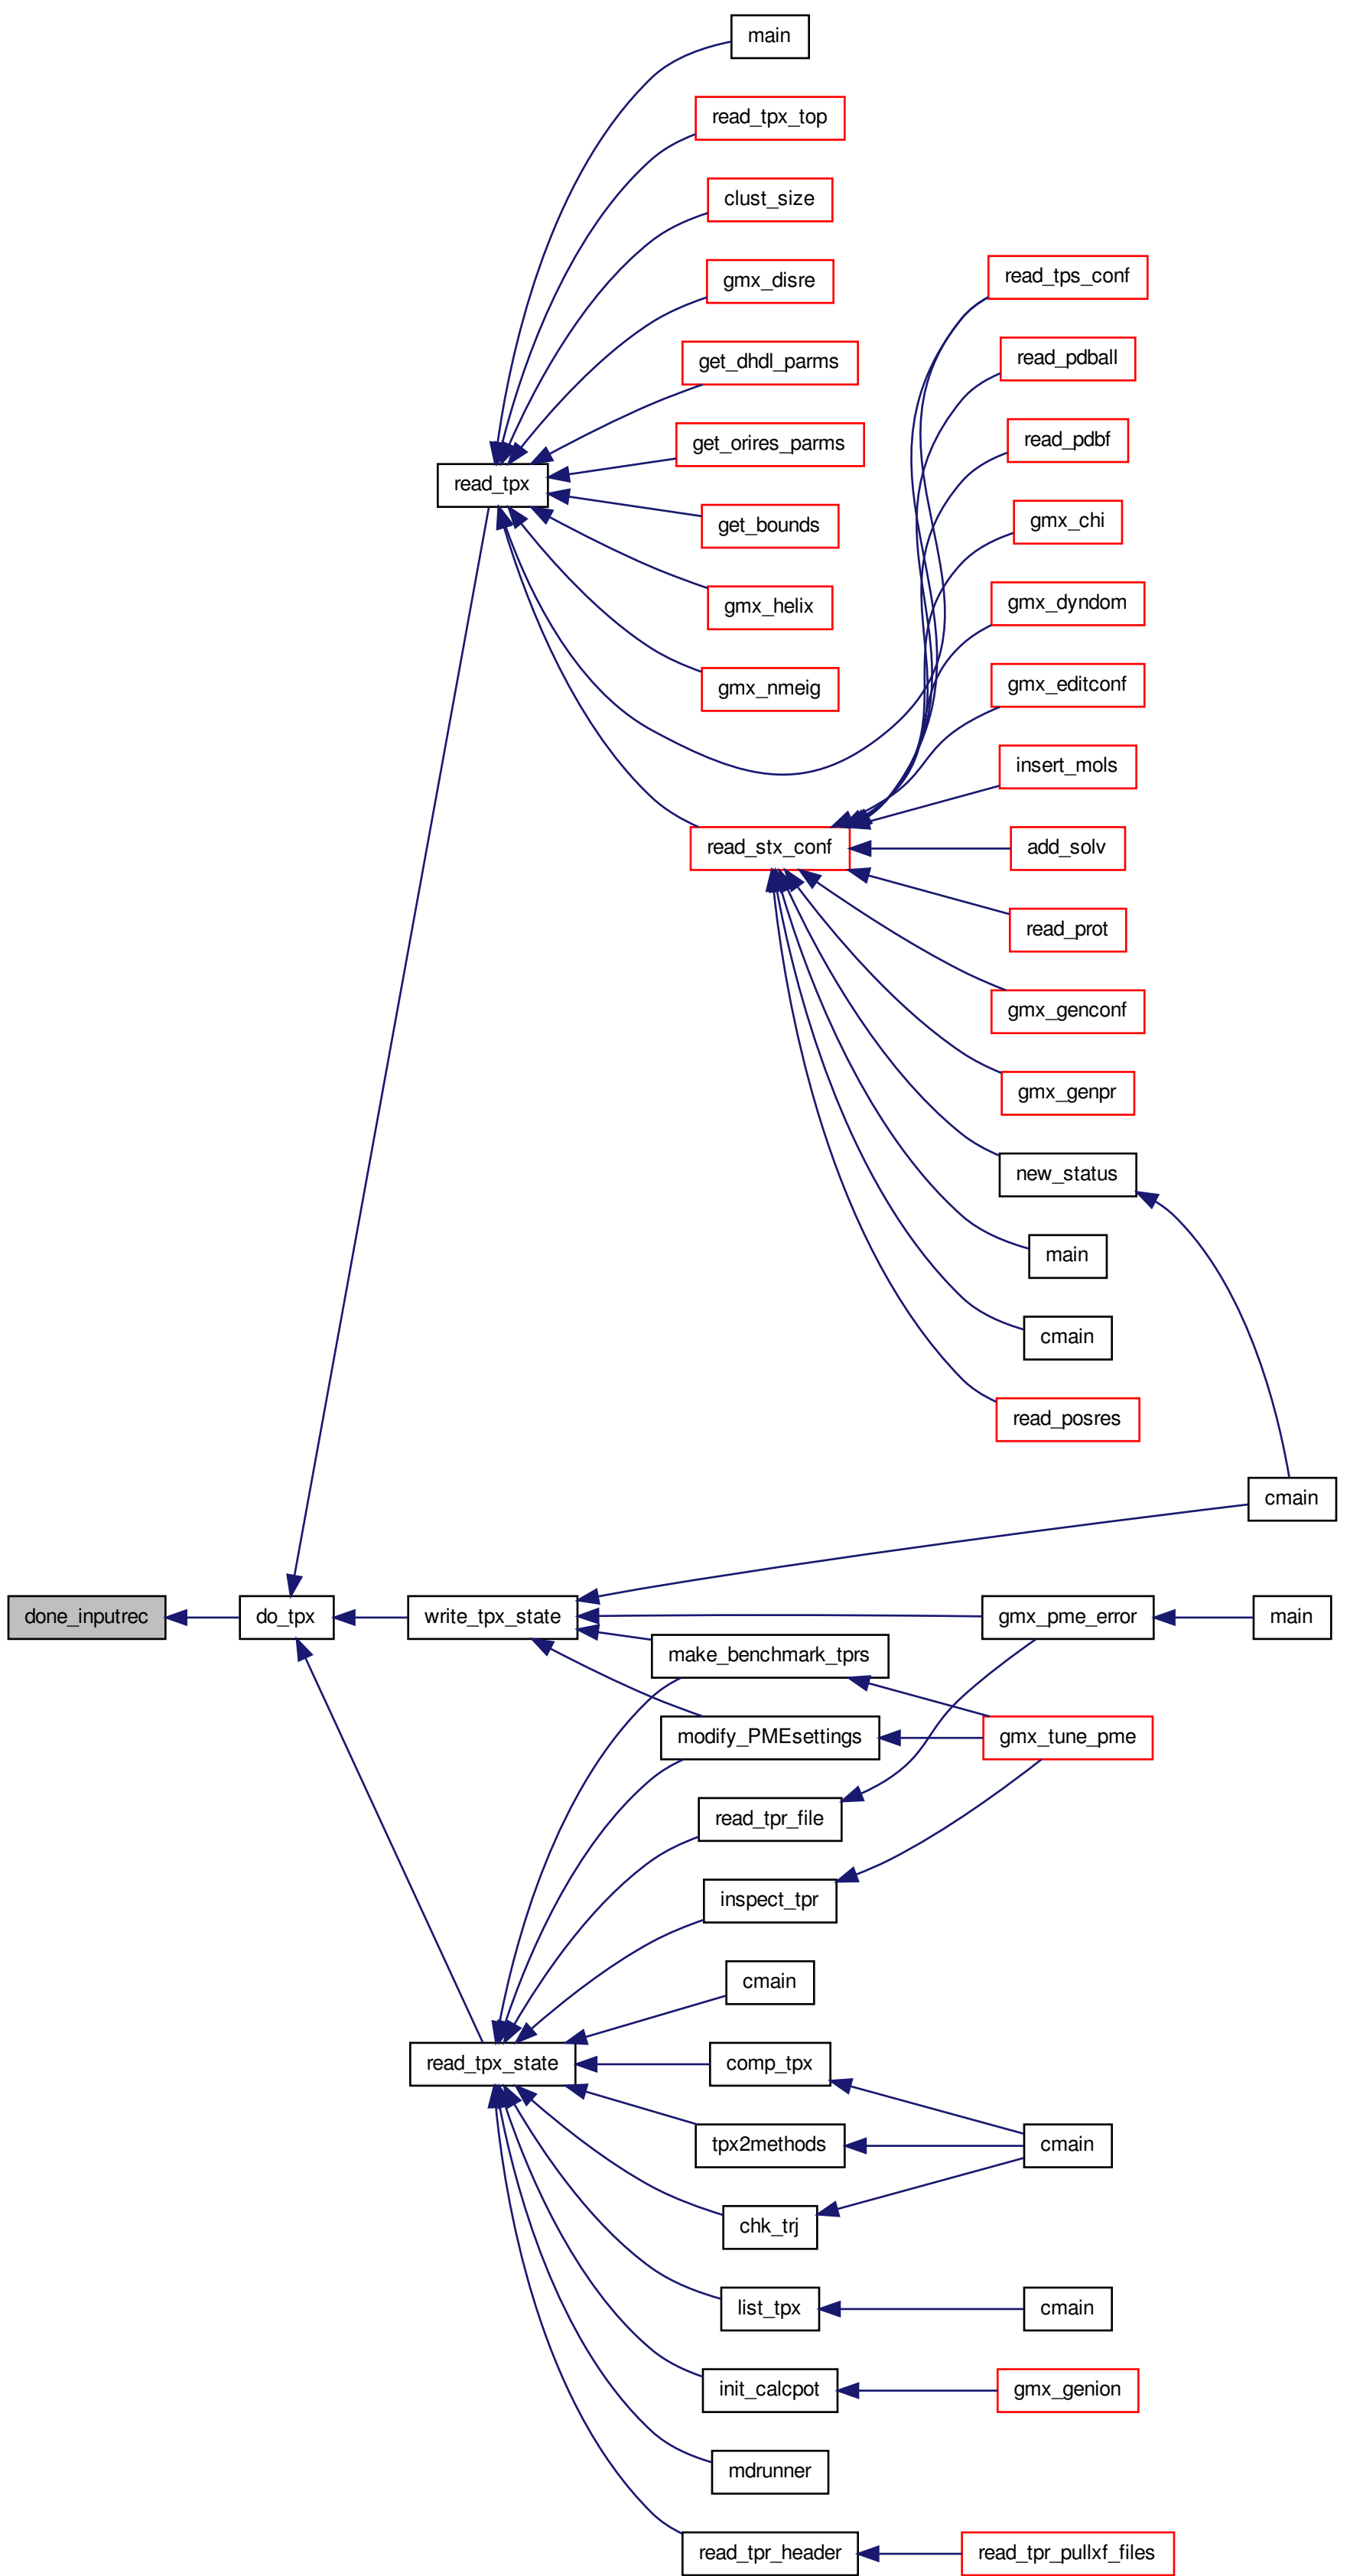 main
read_tpx_top
clust_size
gmx_disre
read_tps_conf
get_dhdl_parms
read_pdball
get_orires_parms
read_pdbf
read_tpx
get_bounds
gmx_chi
gmx_helix
gmx_dyndom
gmx_nmeig
gmx_editconf
insert_mols
read_stx_conf
add_solv
read_prot
gmx_genconf
gmx_genpr
new_status
main
cmain
read_posres
cmain
done_inputrec
do_tpx
write_tpx_state
gmx_pme_error
main
make_benchmark_tprs
modify_PMEsettings
gmx_tune_pme
read_tpr_file
inspect_tpr
cmain
read_tpx_state
comp_tpx
tpx2methods
cmain
chk_trj
list_tpx
cmain
init_calcpot
gmx_genion
mdrunner
read_tpr_header
read_tpr_pullxf_files